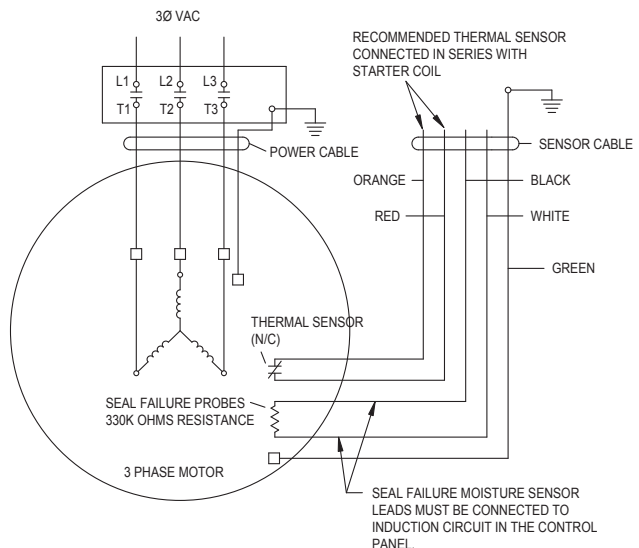 3Ø VAC
L1 L2 L3
T1 T2 T3
POWER CABLE
RECOMMENDED THERMAL SENSOR
CONNECTED IN SERIES WITH
STARTER COIL
SENSOR CABLE
ORANGE
BLACK
RED
WHITE
GREEN
THERMAL SENSOR
(N/C)
SEAL FAILURE PROBES
330K OHMS RESISTANCE
3 PHASE MOTOR
SEAL FAILURE MOISTURE SENSOR
LEADS MUST BE CONNECTED TO
INDUCTION CIRCUIT IN THE CONTROL
PANEL.